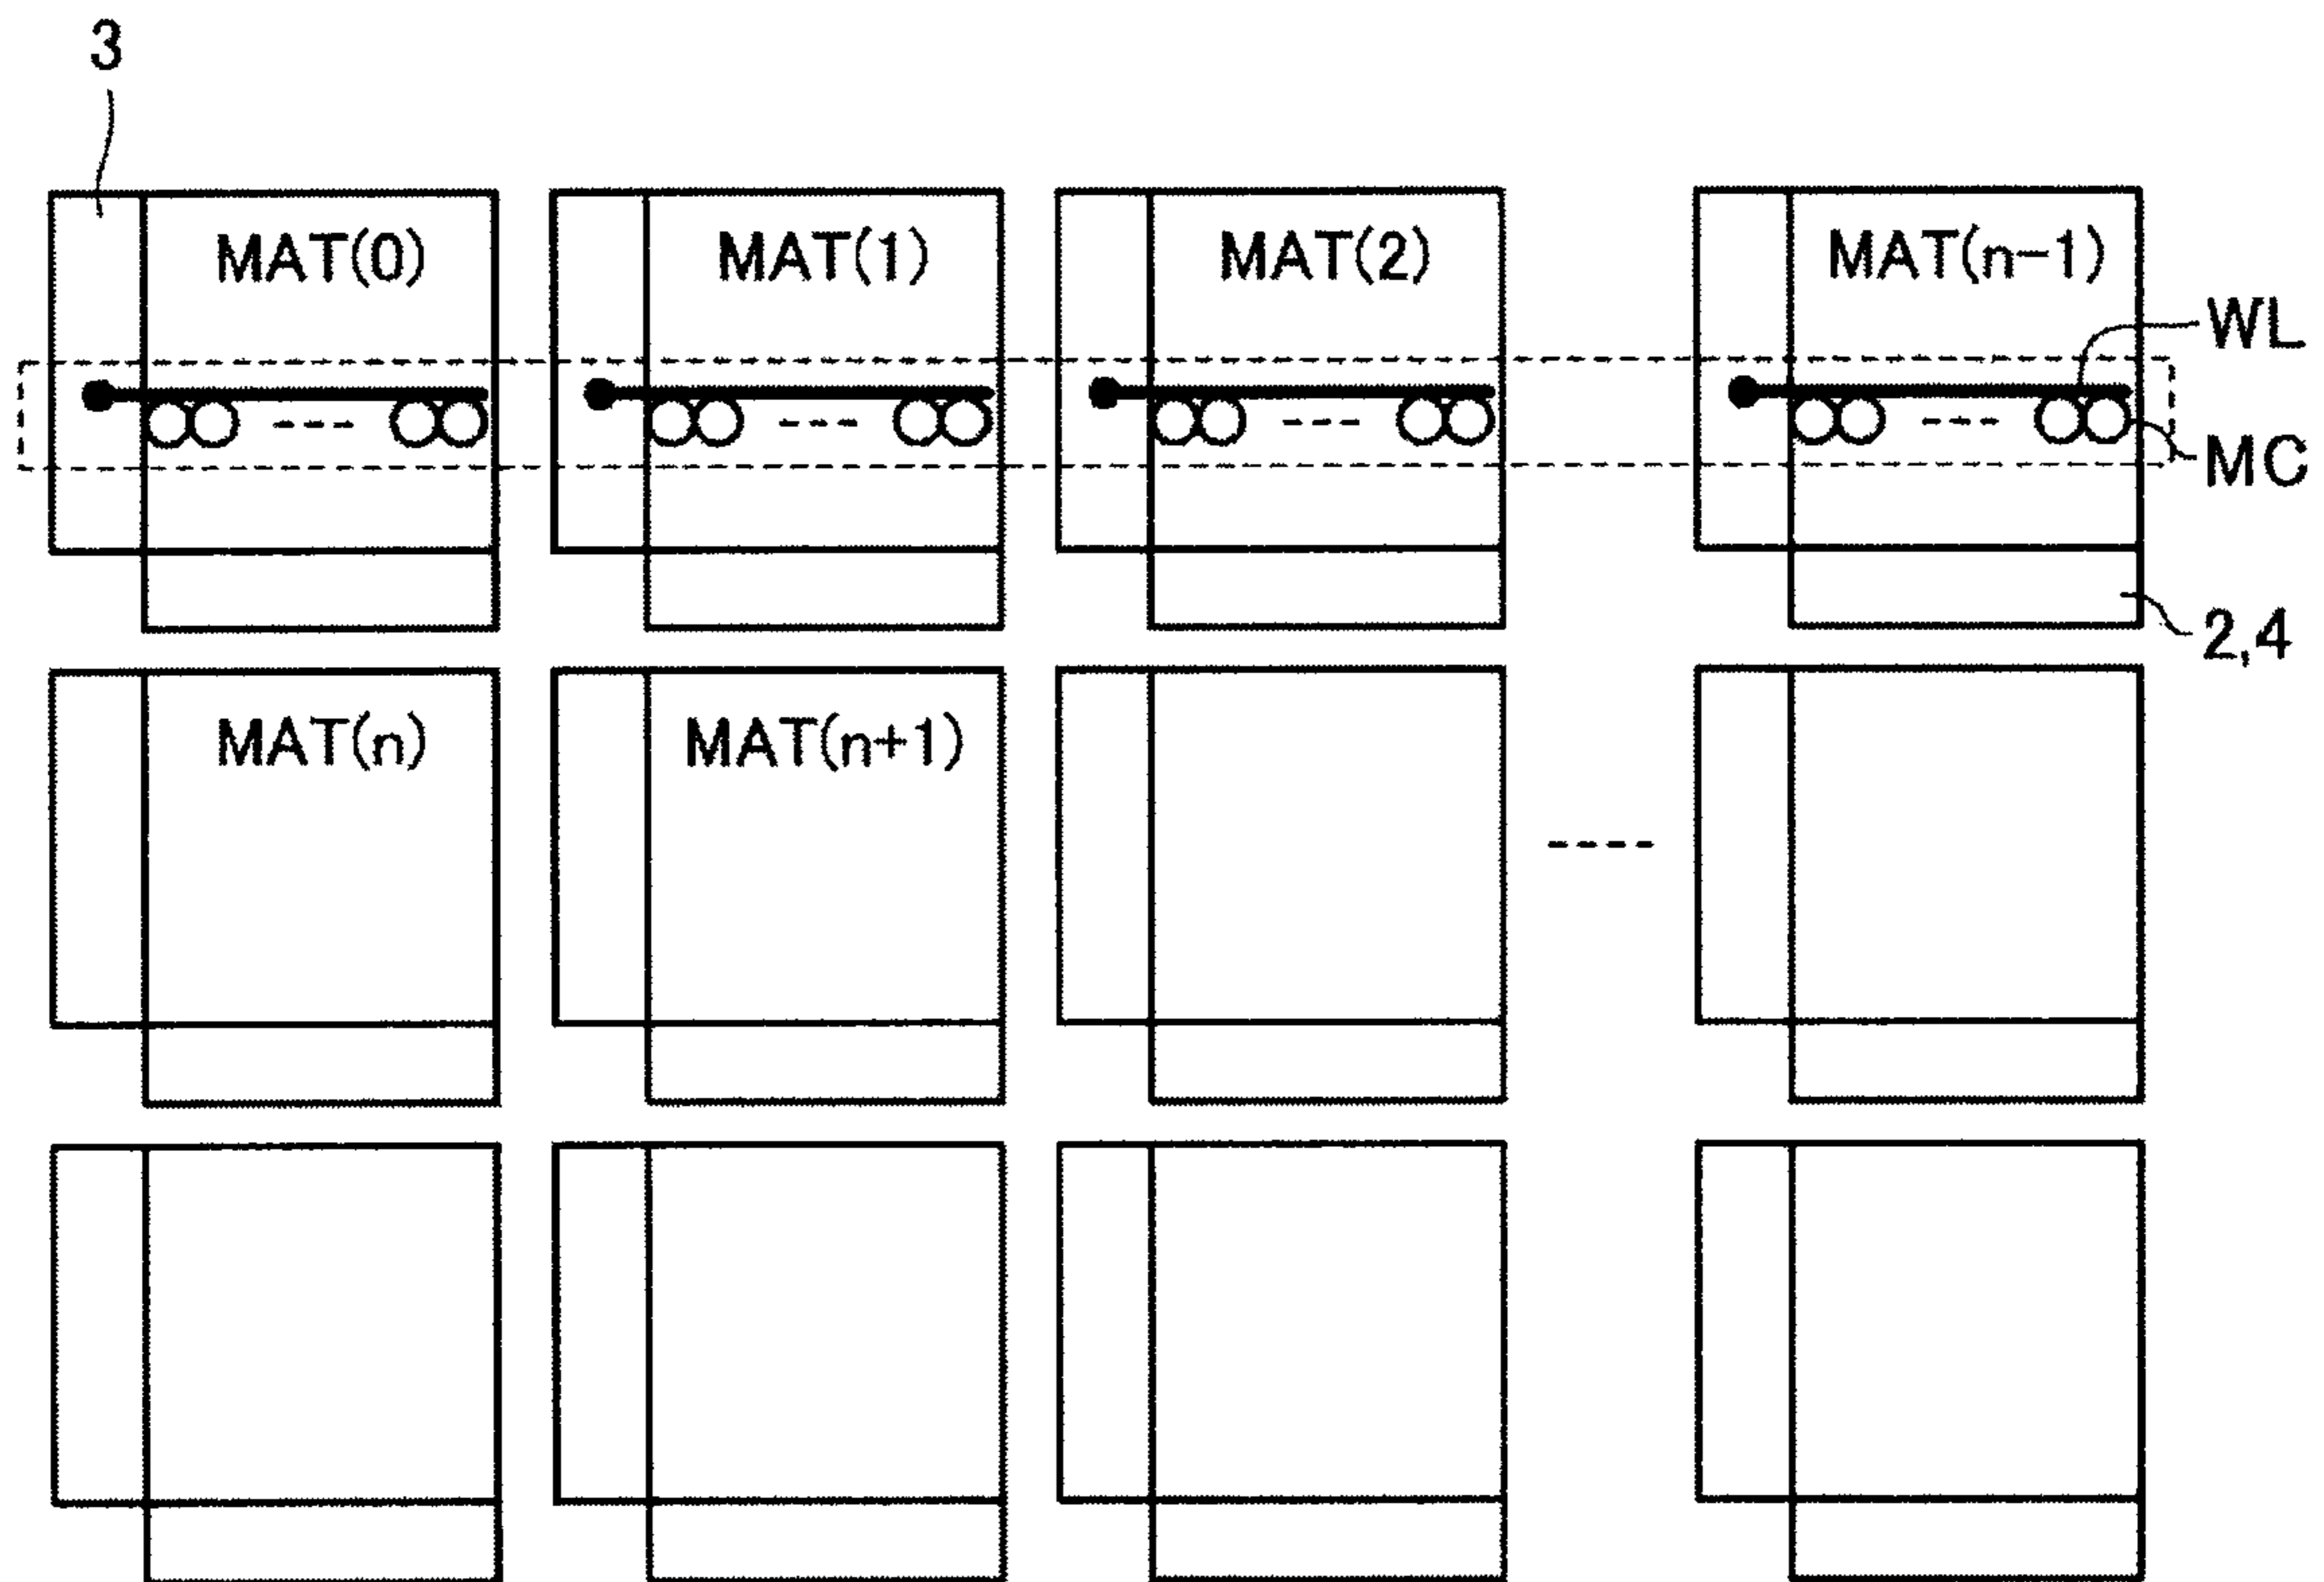 3
MAT(0) MAT(1) MAT(2) MAT(n-1)
WL
MC
2,4
MAT(n) MAT(n+1)